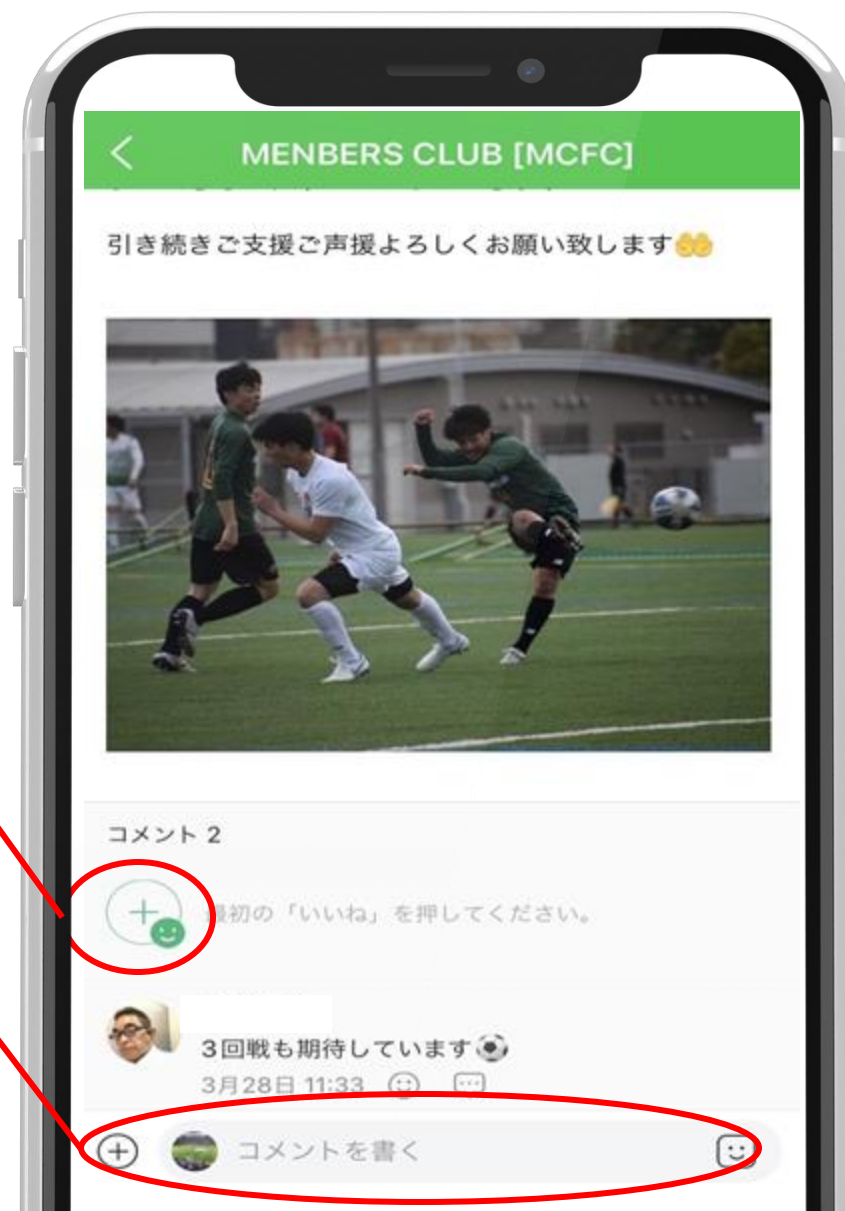 MENBERS CLUB [MCFC]
引き続きご支援ご声援よろしくお願い致します🤲
コメント 2
最初の「いいね」を押してください。
3回戦も期待しています⚽
3月28日 11:33
コメントを書く